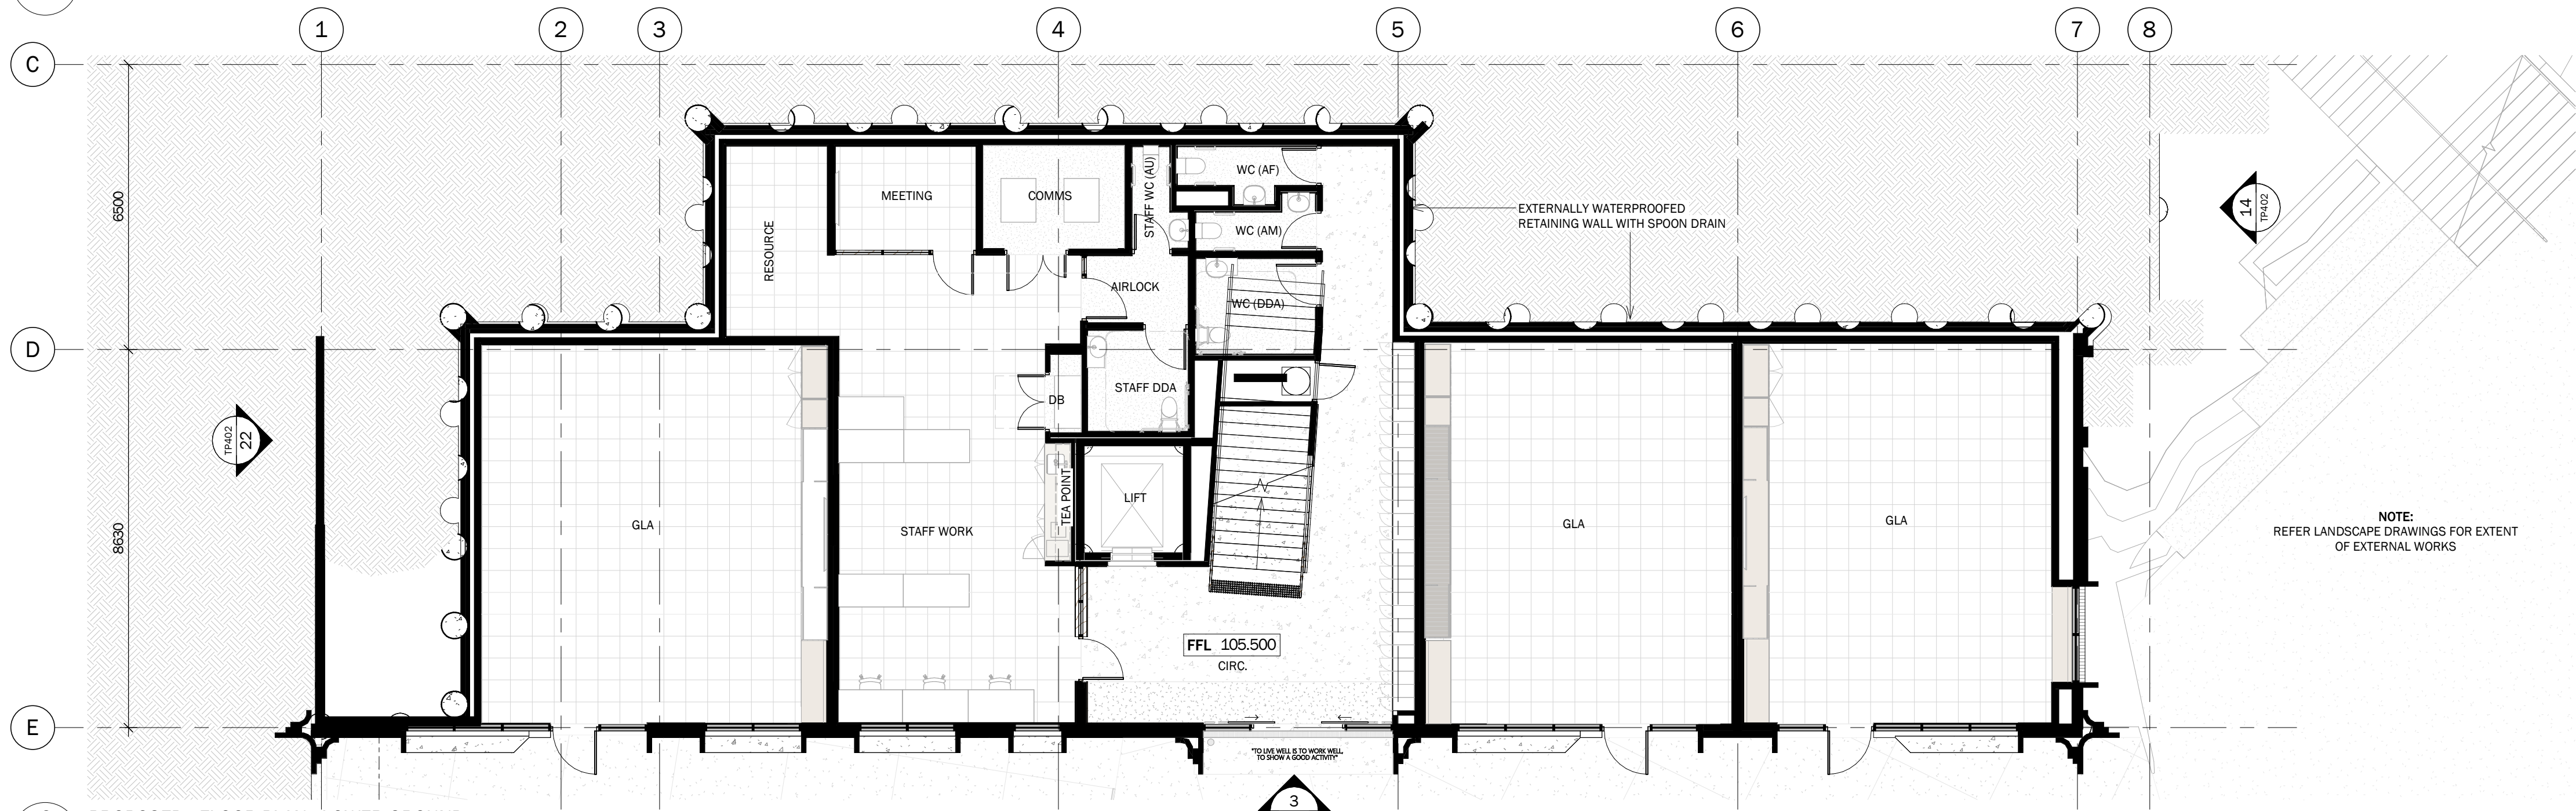 1
2
3
4
5
6
7
8
C
6500
MEETING
COMMS
STAFF WC (AU)
WC (AF)
WC (AM)
RESOURCE
EXTERNALLY WATERPROOFED
RETAINING WALL WITH SPOON DRAIN
14
TP402
AIRLOCK
WC (DDA)
D
STAFF DDA
DB
22
TP402
8630
GLA
STAFF WORK
TEA POINT
LIFT
GLA
GLA
NOTE:
REFER LANDSCAPE DRAWINGS FOR EXTENT
OF EXTERNAL WORKS
FFL 105.500
CIRC.
E
"TO LIVE WELL IS TO WORK WELL,
TO SHOW A GOOD ACTIVITY"
3